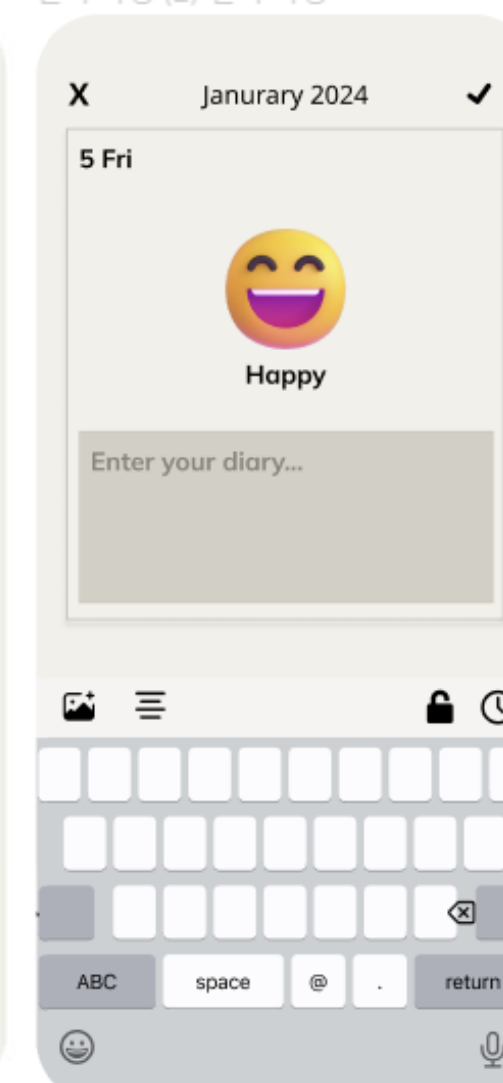 X Janurary 2024
5 Fri
Happy
Enter your diary...
ABC space @ . return